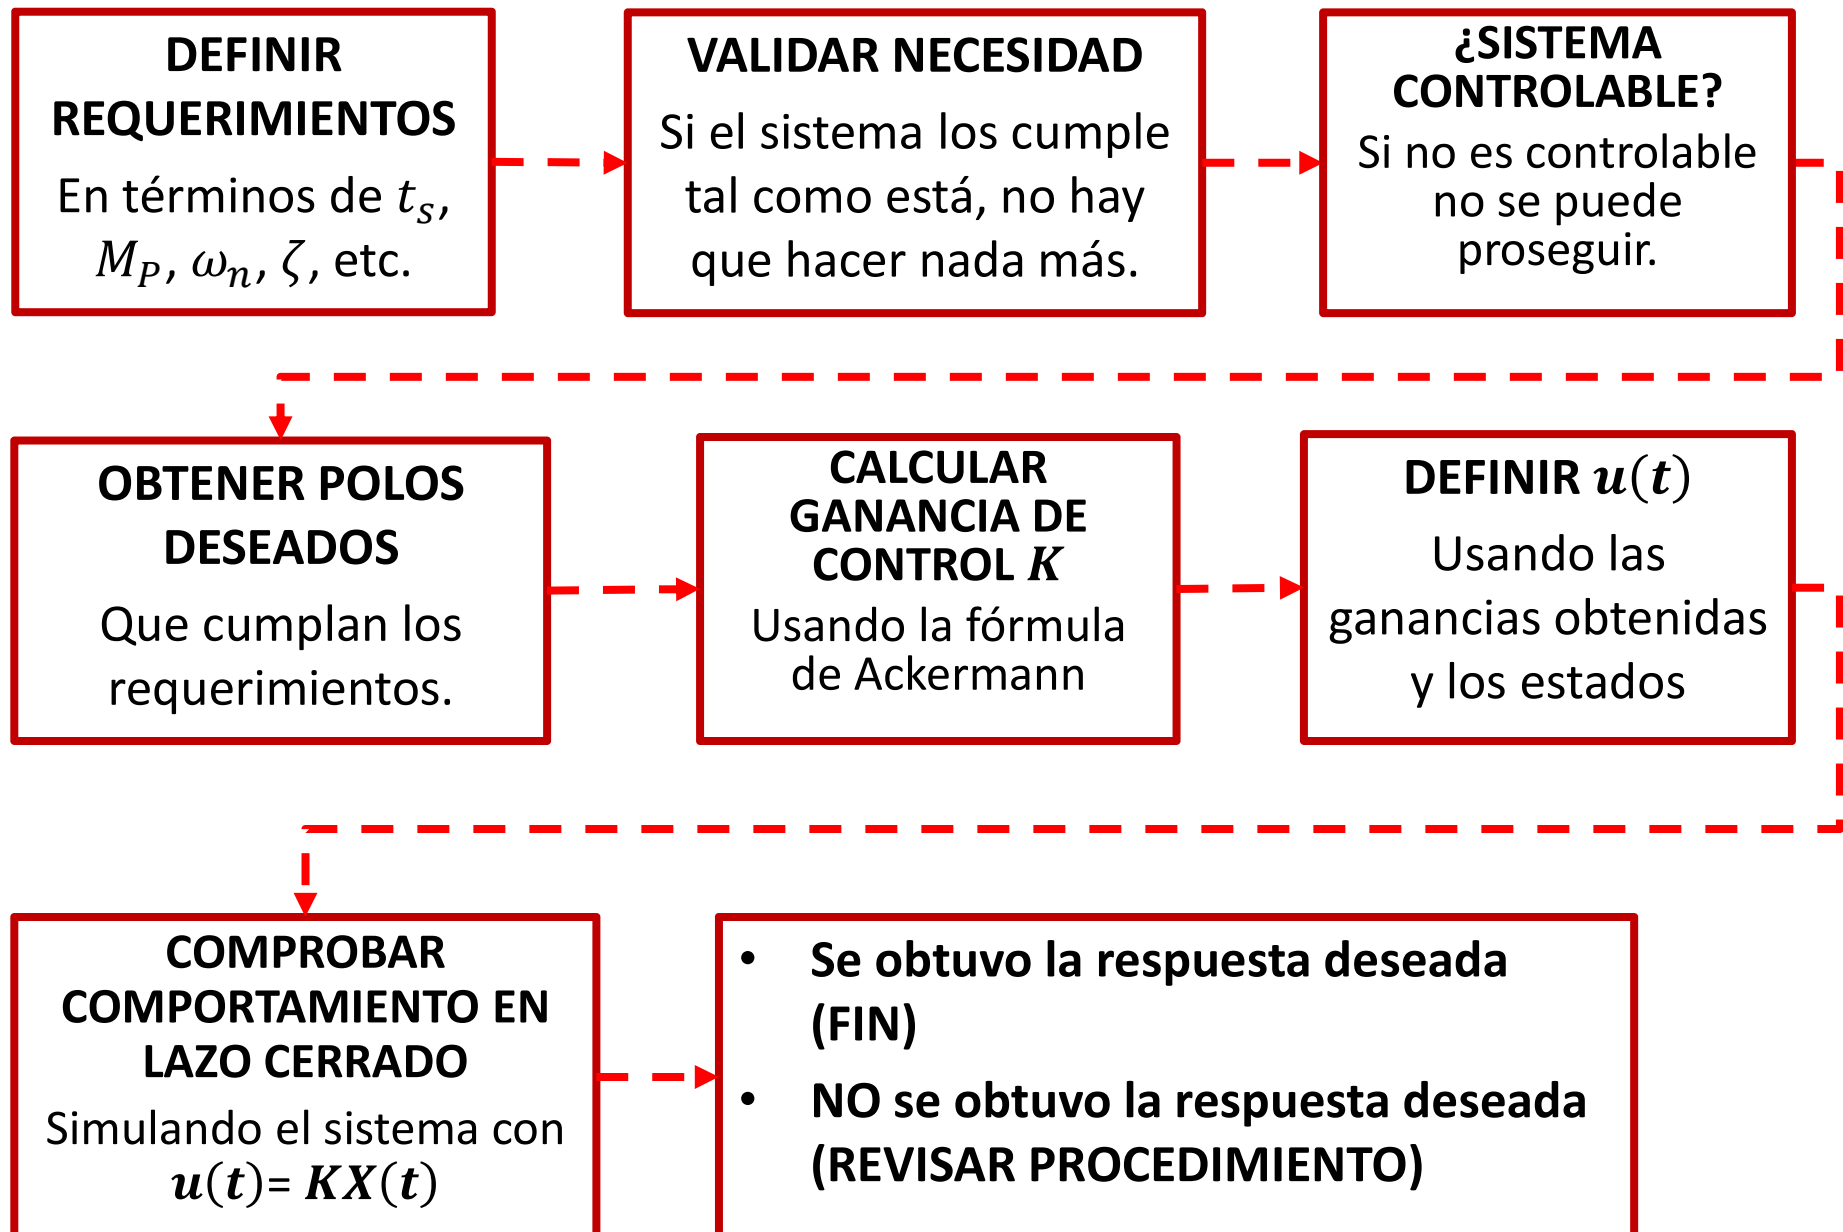 DEFINIR
REQUERIMIENTOS
En términos de tₛ,
M_P, ωₙ, ζ, etc.
VALIDAR NECESIDAD
Si el sistema los cumple
tal como está, no hay
que hacer nada más.
¿SISTEMA
CONTROLABLE?
Si no es controlable
no se puede
proseguir.
OBTENER POLOS
DESEADOS
Que cumplan los
requerimientos.
CALCULAR
GANANCIA DE
CONTROL K
Usando la fórmula
de Ackermann
DEFINIR u(t)
Usando las
ganancias obtenidas
y los estados
COMPROBAR
COMPORTAMIENTO EN
LAZO CERRADO
Simulando el sistema con
u(t)= KX(t)
• Se obtuvo la respuesta deseada
(FIN)
• NO se obtuvo la respuesta deseada
(REVISAR PROCEDIMIENTO)